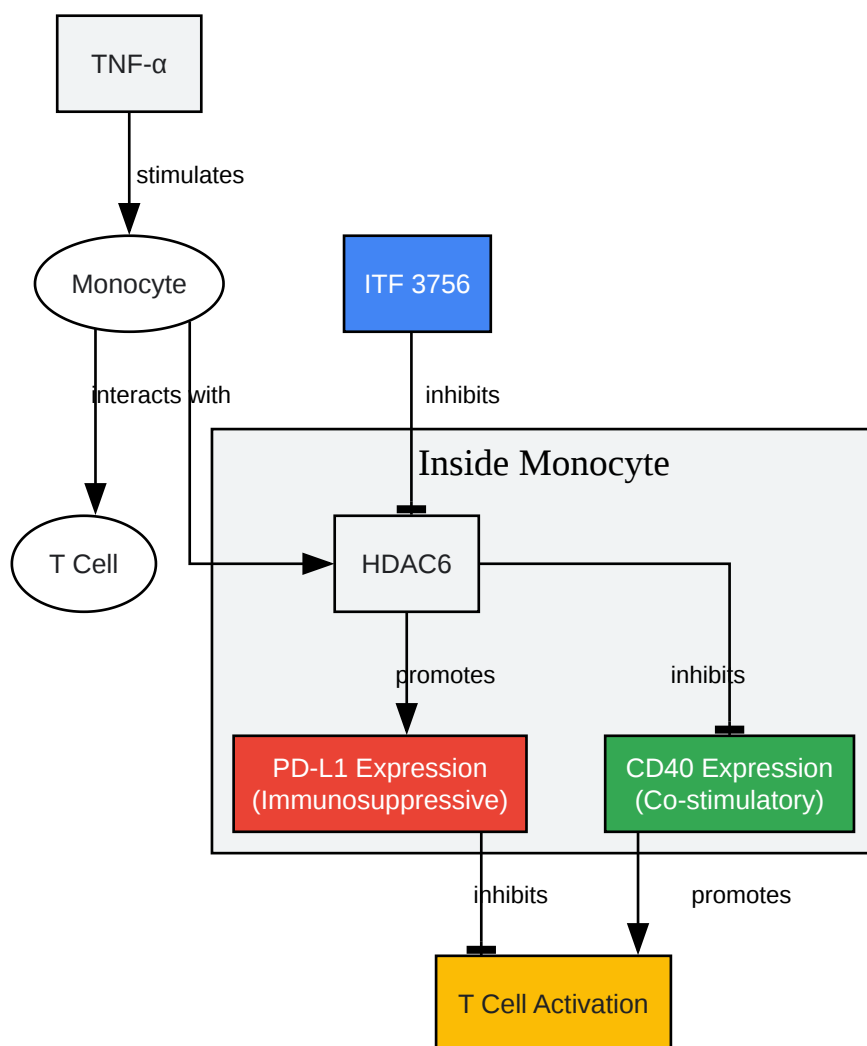 TNF-α
stimulates
Monocyte
ITF 3756
interacts with
inhibits
Inside Monocyte
T Cell
HDAC6
promotes
inhibits
PD-L1 Expression
(Immunosuppressive)
CD40 Expression
(Co-stimulatory)
inhibits
promotes
T Cell Activation